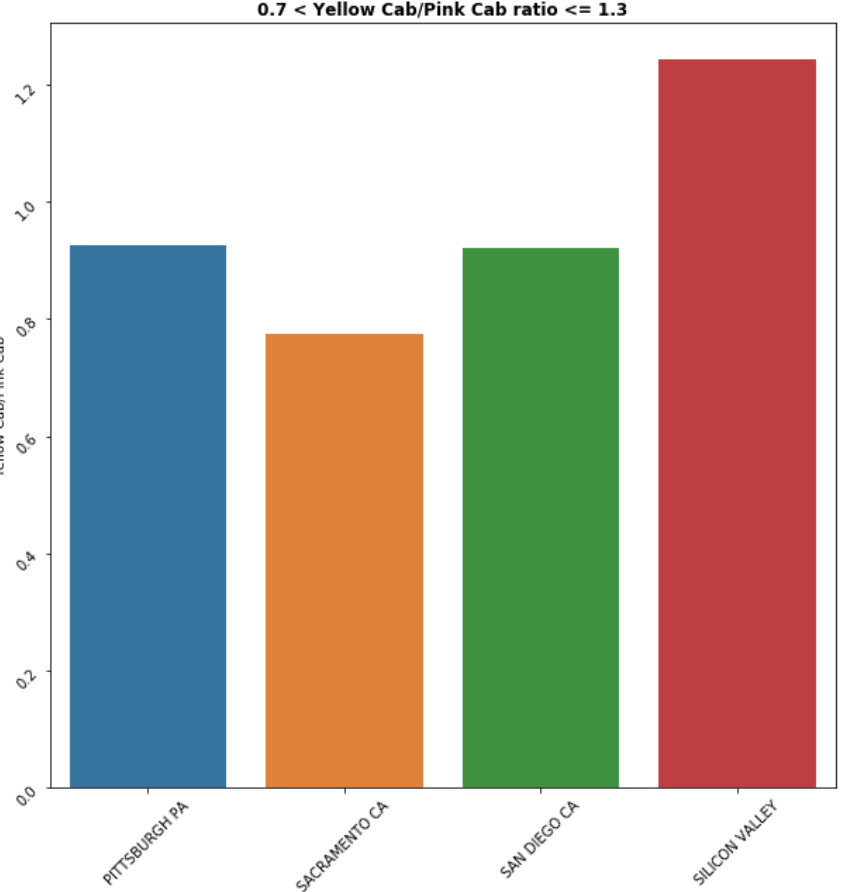 0.7 < Yellow Cab/Pink Cab ratio <= 1.3
1.2
1.0
0.8
0.6
0.4
0.2
0.0
PITTSBURGH PA
SACRAMENTO CA
SAN DIEGO CA
SILICON VALLEY